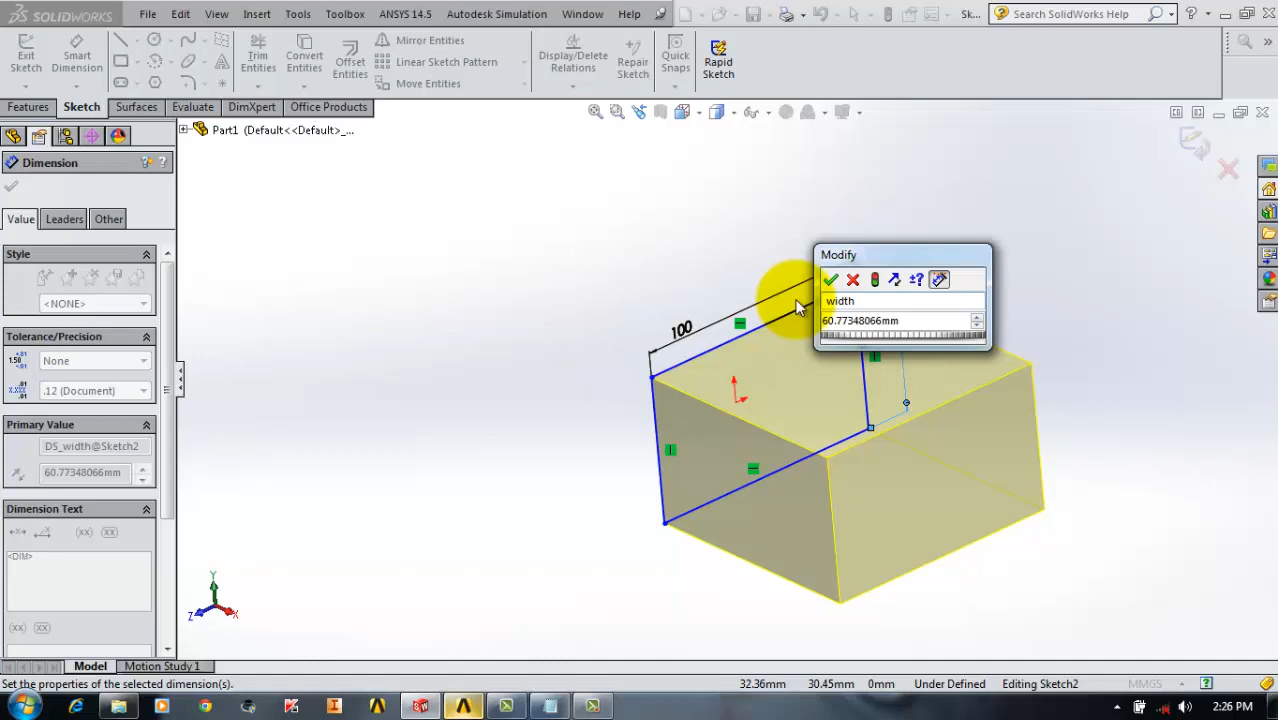 SOLIDWORKS File Edit View Insert Tools Toolbox ANSYS 14.5 Autodesk Simulation Window Help Sk... Search SolidWorks Help
Exit Sketch Smart Dimension Trim Entities Convert Entities Offset Entities Mirror Entities Linear Sketch Pattern Move Entities Display/Delete Relations Repair Sketch Quick Snaps Rapid Sketch
Features Sketch Surfaces Evaluate DimXpert Office Products
Part1 (Default<<Default>_...
Dimension ?
Value Leaders Other
Style
<NONE>
Tolerance/Precision
None
.12 (Document)
Primary Value
DS_width@Sketch2
60.77348066mm
Dimension Text
<DIM>
Modify
width
60.77348066mm
100
Y
Z X
Model Motion Study 1
Set the properties of the selected dimension(s). 32.36mm 30.45mm 0mm Under Defined Editing Sketch2 MMGS ?
2:26 PM